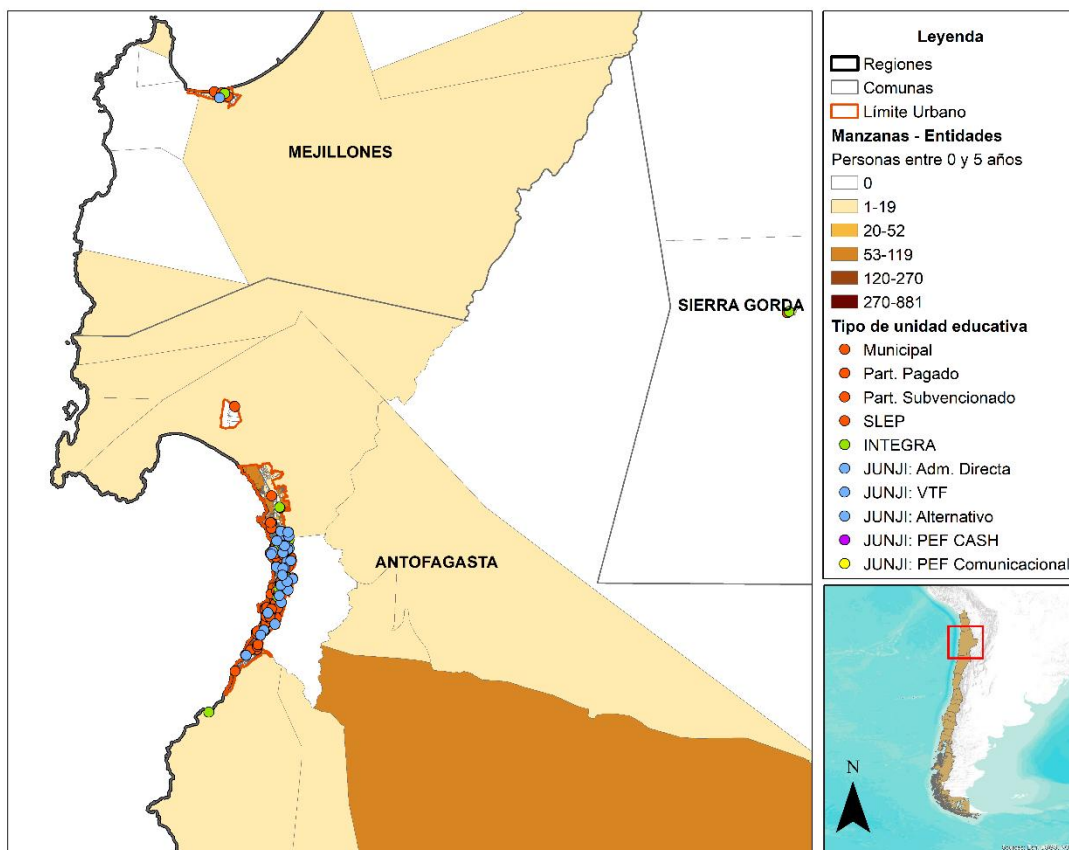 MEJILLONES
SIERRA GORDA
ANTOFAGASTA
Leyenda
Regiones
Comunas
Límite Urbano
Manzanas - Entidades
Personas entre 0 y 5 años
0
1-19
20-52
53-119
120-270
270-881
Tipo de unidad educativa
Municipal
Part. Pagado
Part. Subvencionado
SLEP
INTEGRA
JUNJI: Adm. Directa
JUNJI: VTF
JUNJI: Alternativo
JUNJI: PEF CASH
JUNJI: PEF Comunicacional
N